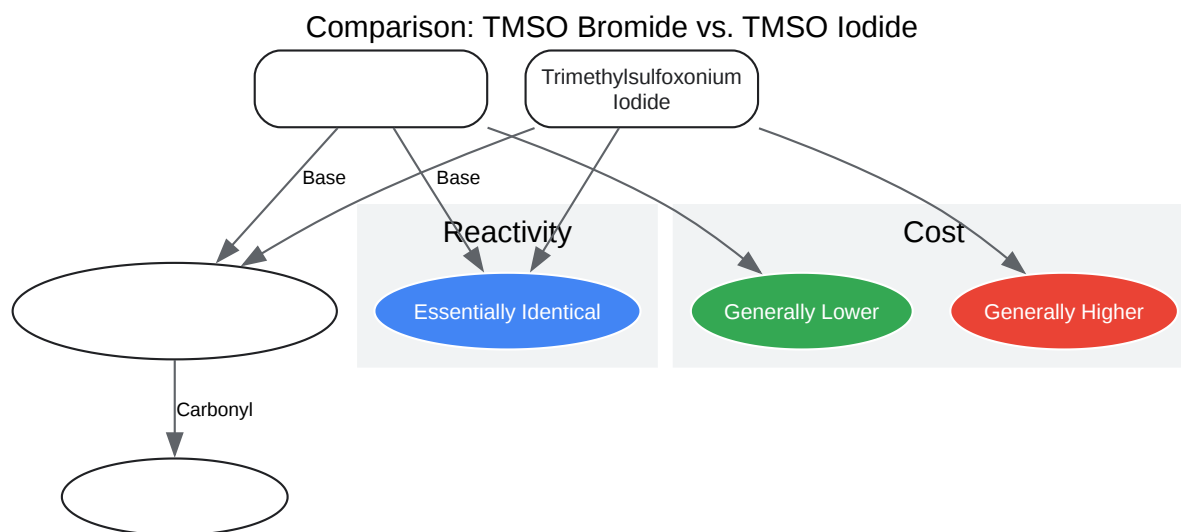 Comparison: TMSO Bromide vs. TMSO Iodide
Trimethylsulfoxonium
Iodide
Base
Base
Reactivity
Cost
Essentially Identical
Generally Lower
Generally Higher
Carbonyl